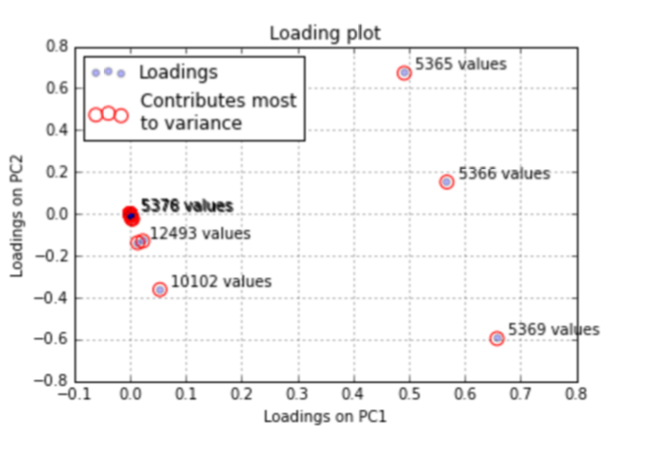 Loading plot
Loadings
Contributes most
to variance
5365 values
5366 values
5376 values
12493 values
10102 values
5369 values
Loadings on PC2
0.8
0.6
0.4
0.2
0.0
−0.2
−0.4
−0.6
−0.8
−0.1
0.0
0.1
0.2
0.3
0.4
0.5
0.6
0.7
0.8
Loadings on PC1